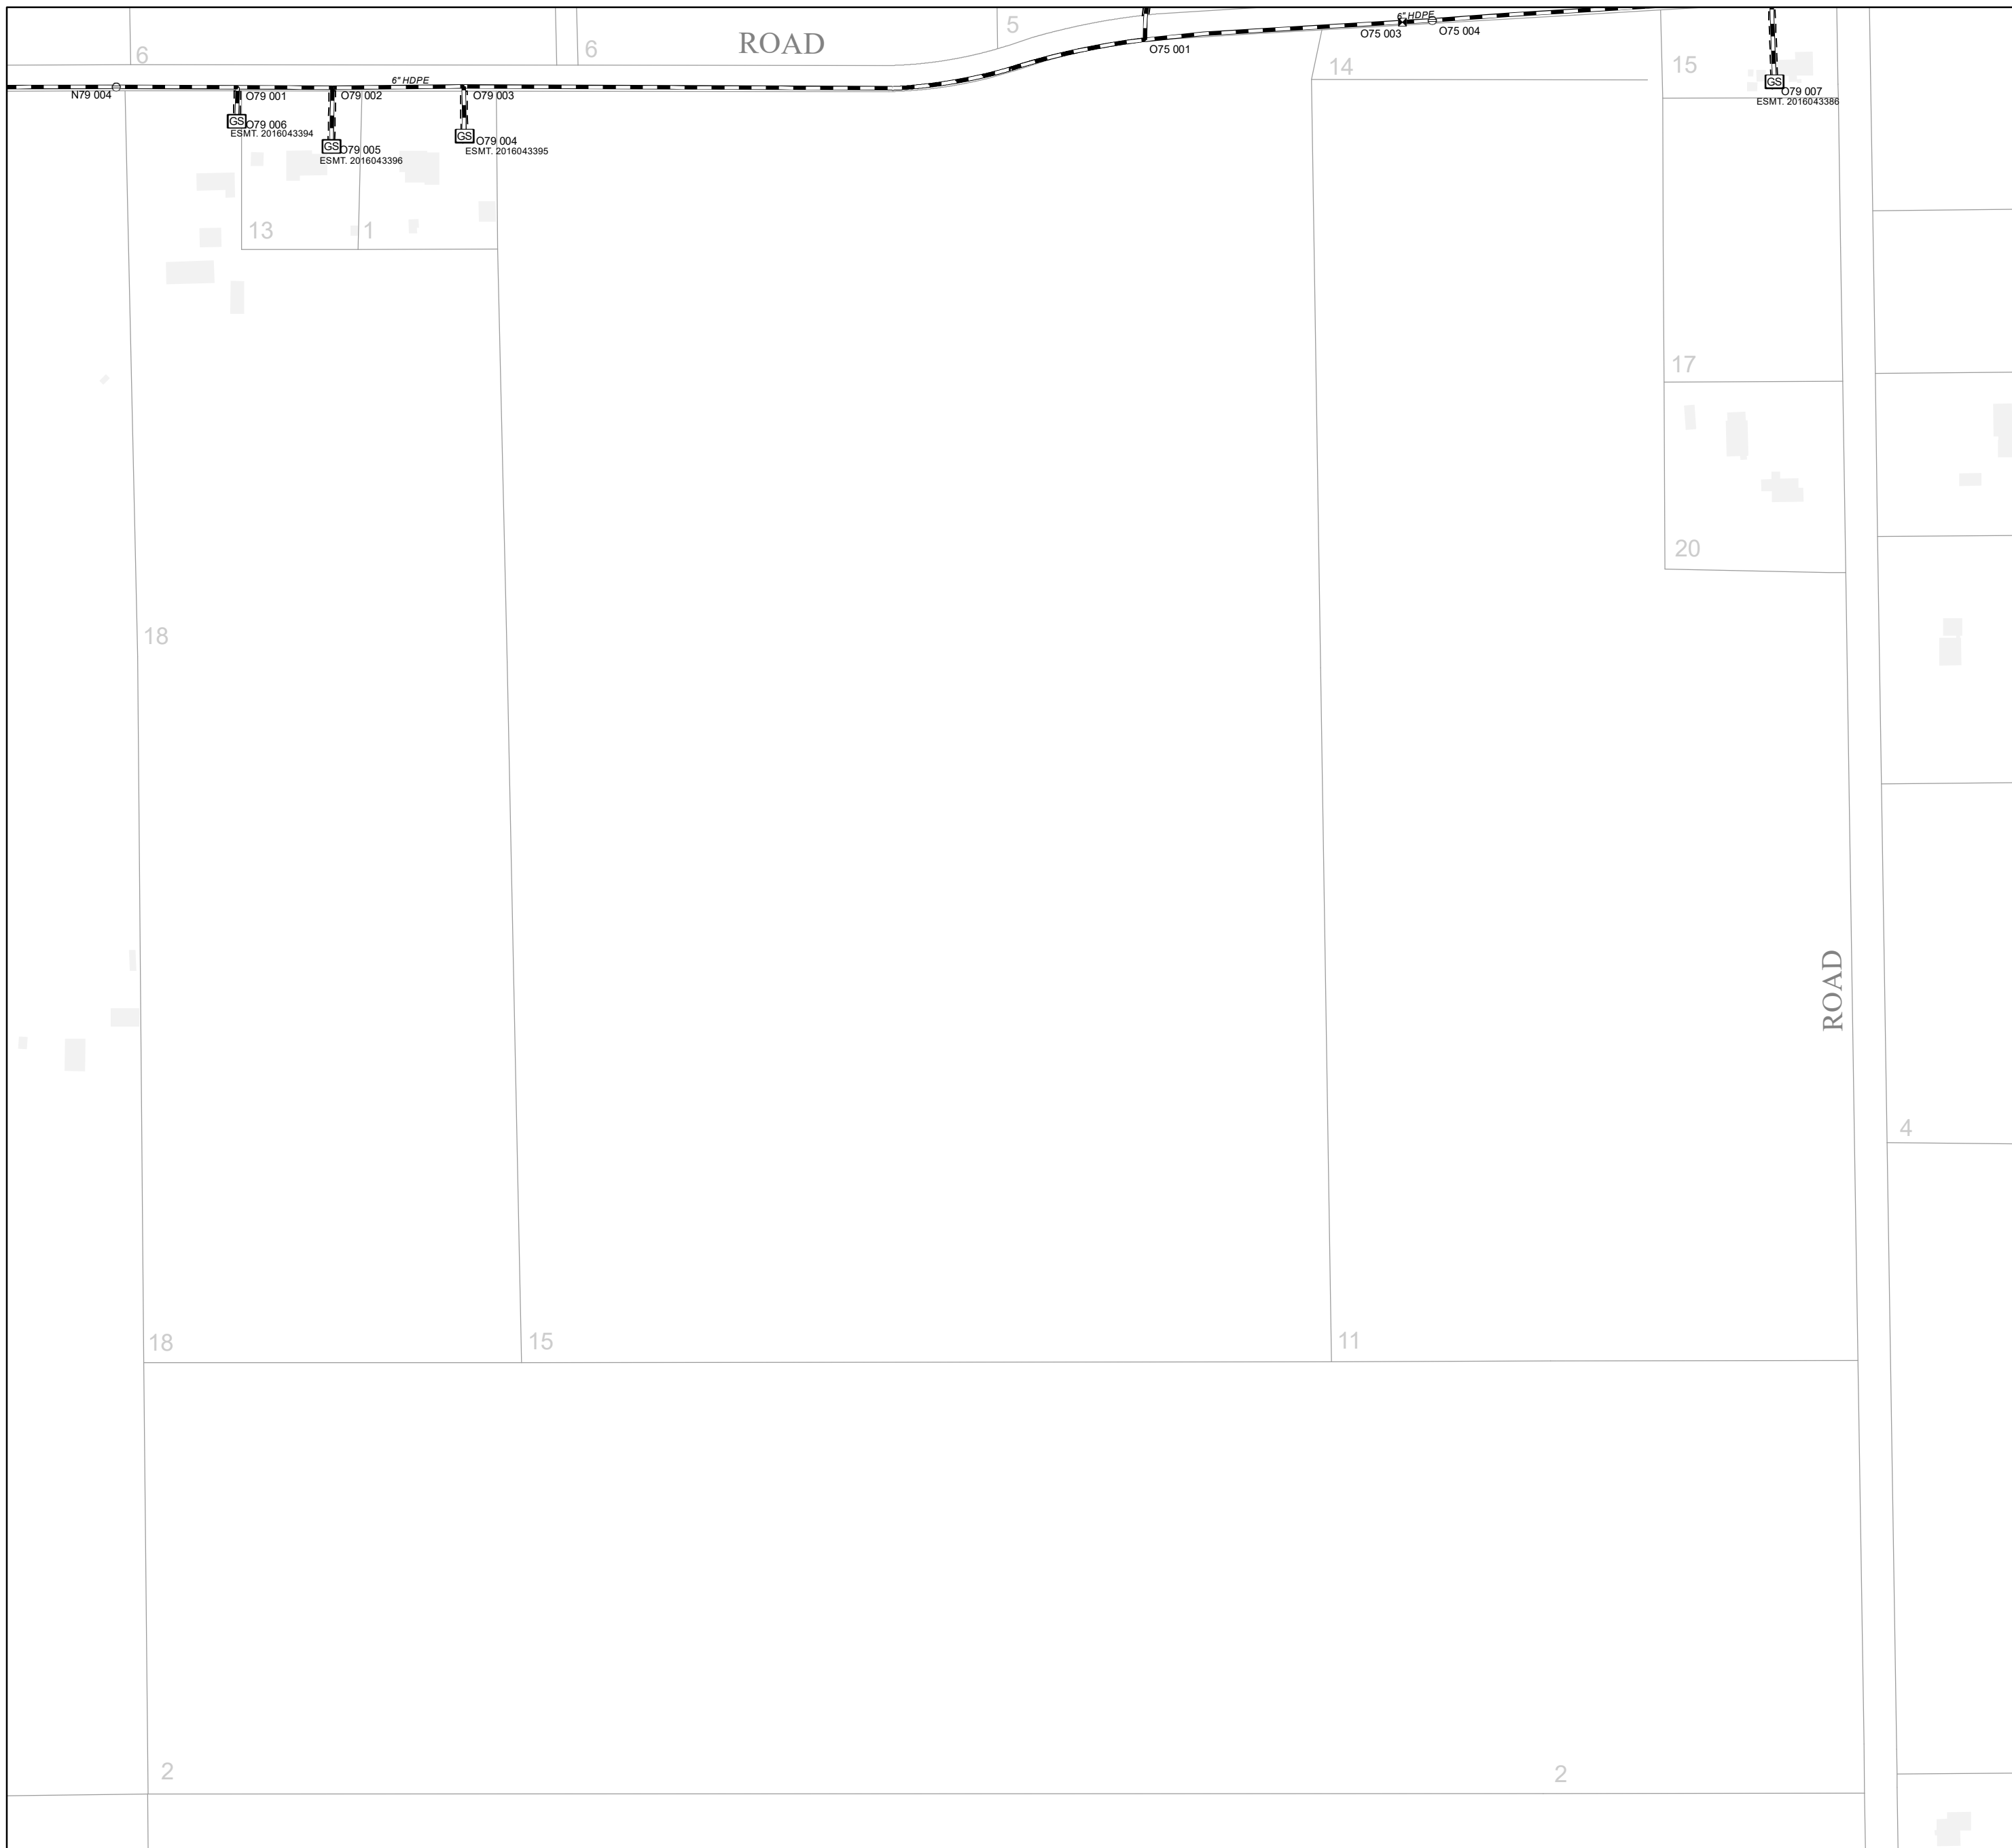 5
6" HDPE
6
6
ROAD
O75 001
O75 003
O75 004
14
15
6" HDPE
N79 004
O79 001
O79 002
O79 003
GS
O79 007
ESMT. 2016043386
GS
O79 006
ESMT. 2016043394
GS
O79 005
ESMT. 2016043396
GS
O79 004
ESMT. 2016043395
13
1
17
20
18
ROAD
4
18
15
11
2
2